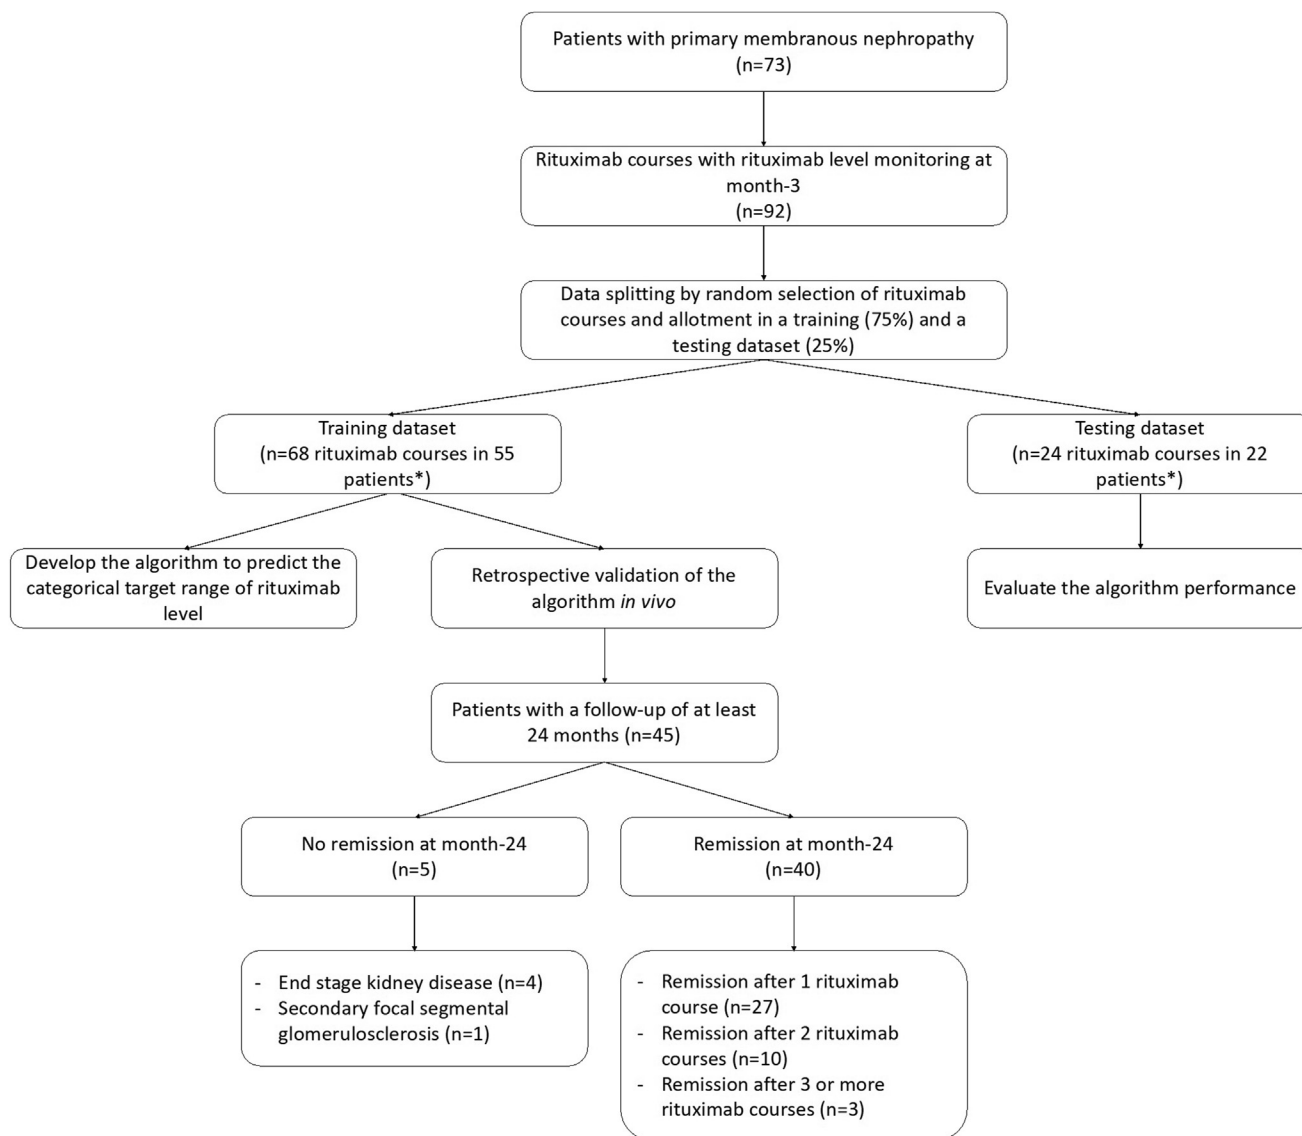 Patients with primary membranous nephropathy
(n=73)
Rituximab courses with rituximab level monitoring at
month-3
(n=92)
Data splitting by random selection of rituximab
courses and allotment in a training (75%) and a
testing dataset (25%)
Training dataset
(n=68 rituximab courses in 55
patients*)
Testing dataset
(n=24 rituximab courses in 22
patients*)
Develop the algorithm to predict the
categorical target range of rituximab
level
Retrospective validation of the
algorithm in vivo
Evaluate the algorithm performance
Patients with a follow-up of at least
24 months (n=45)
No remission at month-24
(n=5)
Remission at month-24
(n=40)
- End stage kidney disease (n=4)
- Secondary focal segmental
glomerulosclerosis (n=1)
- Remission after 1 rituximab
course (n=27)
- Remission after 2 rituximab
courses (n=10)
- Remission after 3 or more
rituximab courses (n=3)